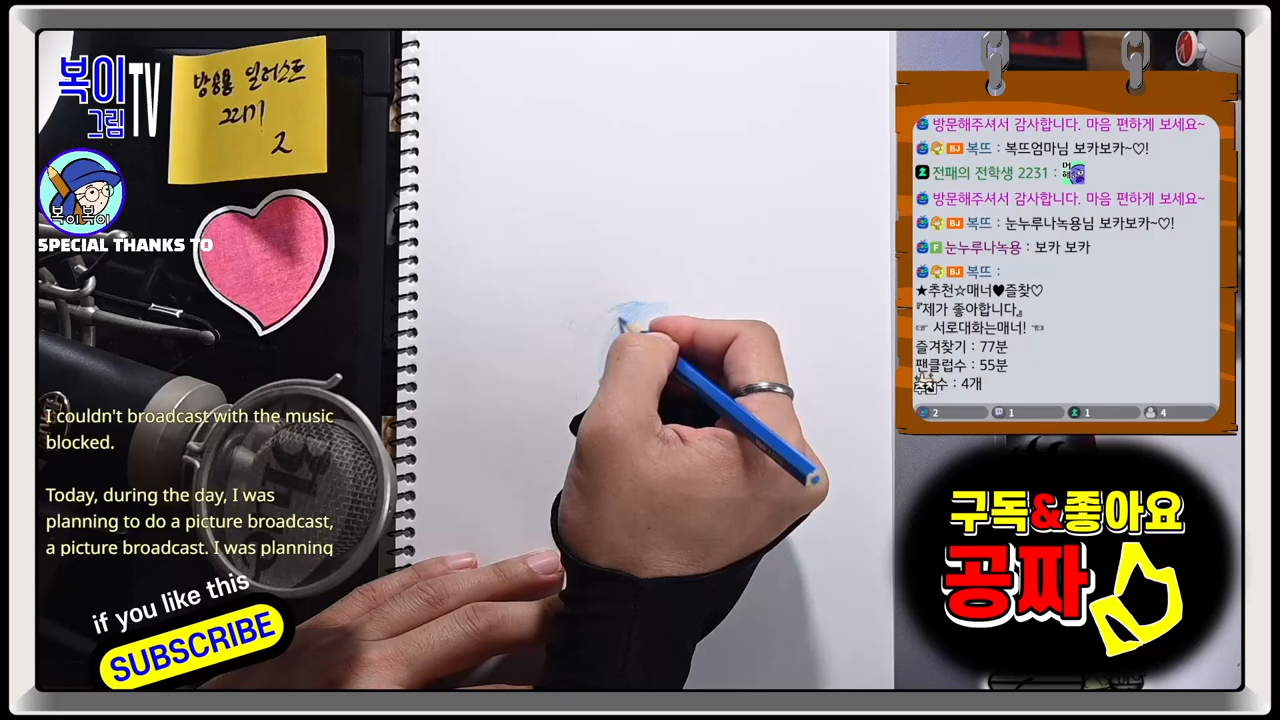 복이
그림
TV
방송용 일러스트
그리기
2
복이복이
SPECIAL THANKS TO
I couldn't broadcast with the music
blocked.
Today, during the day, I was
planning to do a picture broadcast,
a picture broadcast. I was planning
if you like this
SUBSCRIBE
방문해주셔서 감사합니다. 마음 편하게 보세요~
BJ 복뜨 : 복뜨엄마님 보카보카~♡!
전패의 전학생 2231 :
방문해주셔서 감사합니다. 마음 편하게 보세요~
BJ 복뜨 : 눈누루나녹용님 보카보카~♡!
F 눈누루나녹용 : 보카 보카
BJ 복뜨 :
★추천☆매너♥즐찾♡
『제가 좋아합니다』
☞ 서로대화는매너! ☜
즐겨찾기 : 77분
팬클럽수 : 55분
수 : 4개
2 1 1 4
구독&좋아요
공짜